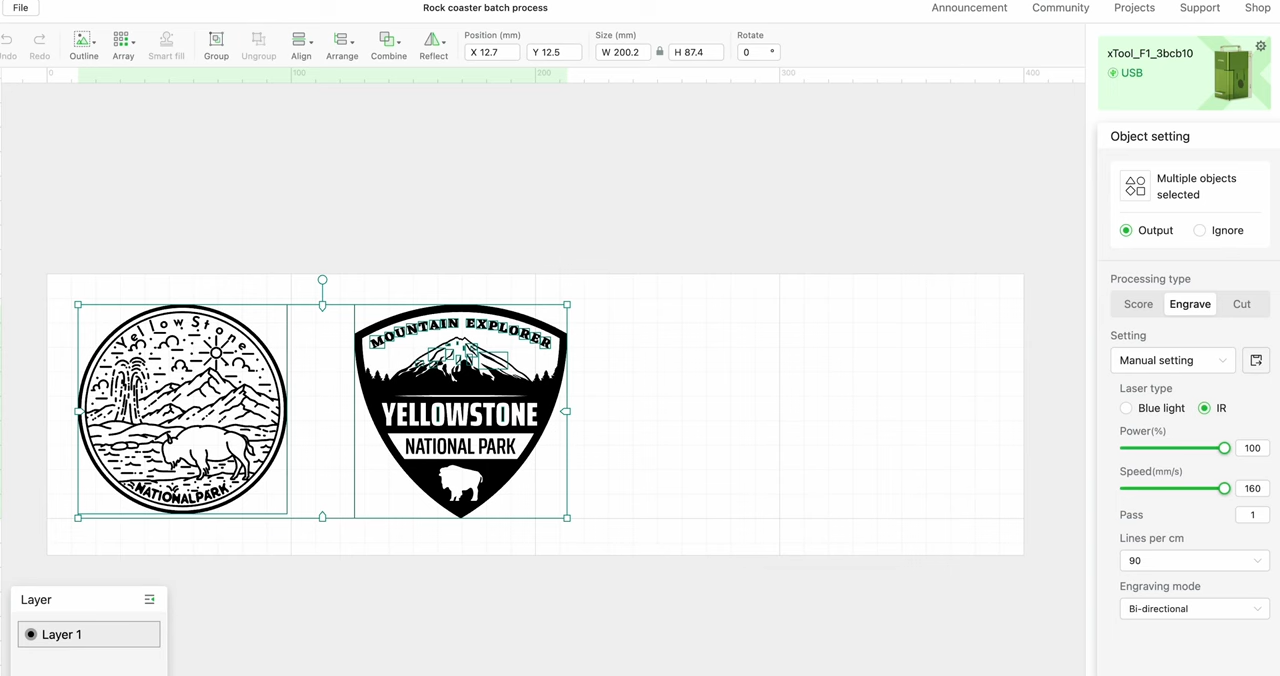 File
Rock coaster batch process
Announcement
Community
Projects
Support
Shop
Redo
Outline
Array
Smart fill
Group
Ungroup
Align
Arrange
Combine
Reflect
Position (mm)
X 12.7
Y 12.5
Size (mm)
W 200.2
H 87.4
Rotate
0 °
0
100
200
300
400
xTool_F1_3bcb10
USB
Object setting
Multiple objects
selected
Output
Ignore
Processing type
Score
Engrave
Cut
Setting
Manual setting
Laser type
Blue light
IR
Power(%)
100
Speed(mm/s)
160
Pass
1
Lines per cm
90
Engraving mode
Bi-directional
YellowStone
NATIONALPARK
MOUNTAIN EXPLORER
YELLOWSTONE
NATIONAL PARK
Layer
Layer 1